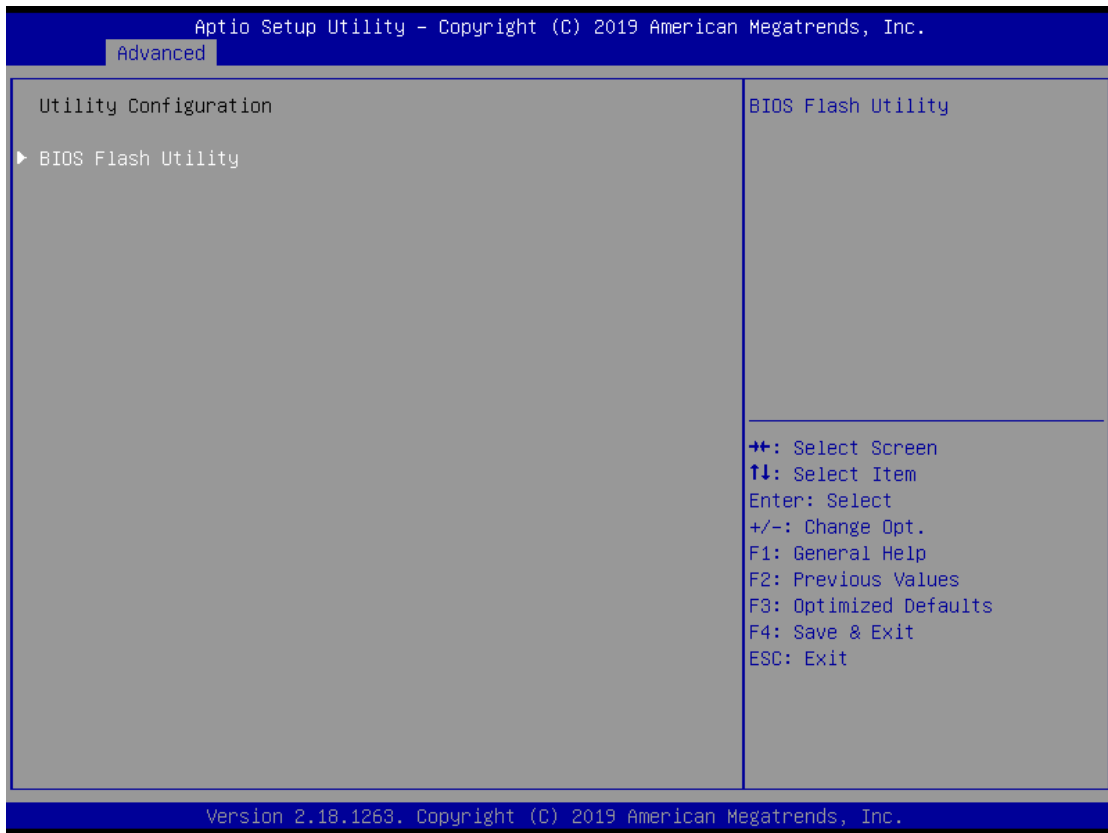 Aptio Setup Utility – Copyright (C) 2019 American Megatrends, Inc.
Advanced
Utility Configuration
▶ BIOS Flash Utility
BIOS Flash Utility
→←: Select Screen
↑↓: Select Item
Enter: Select
+/-: Change Opt.
F1: General Help
F2: Previous Values
F3: Optimized Defaults
F4: Save & Exit
ESC: Exit
Version 2.18.1263. Copyright (C) 2019 American Megatrends, Inc.